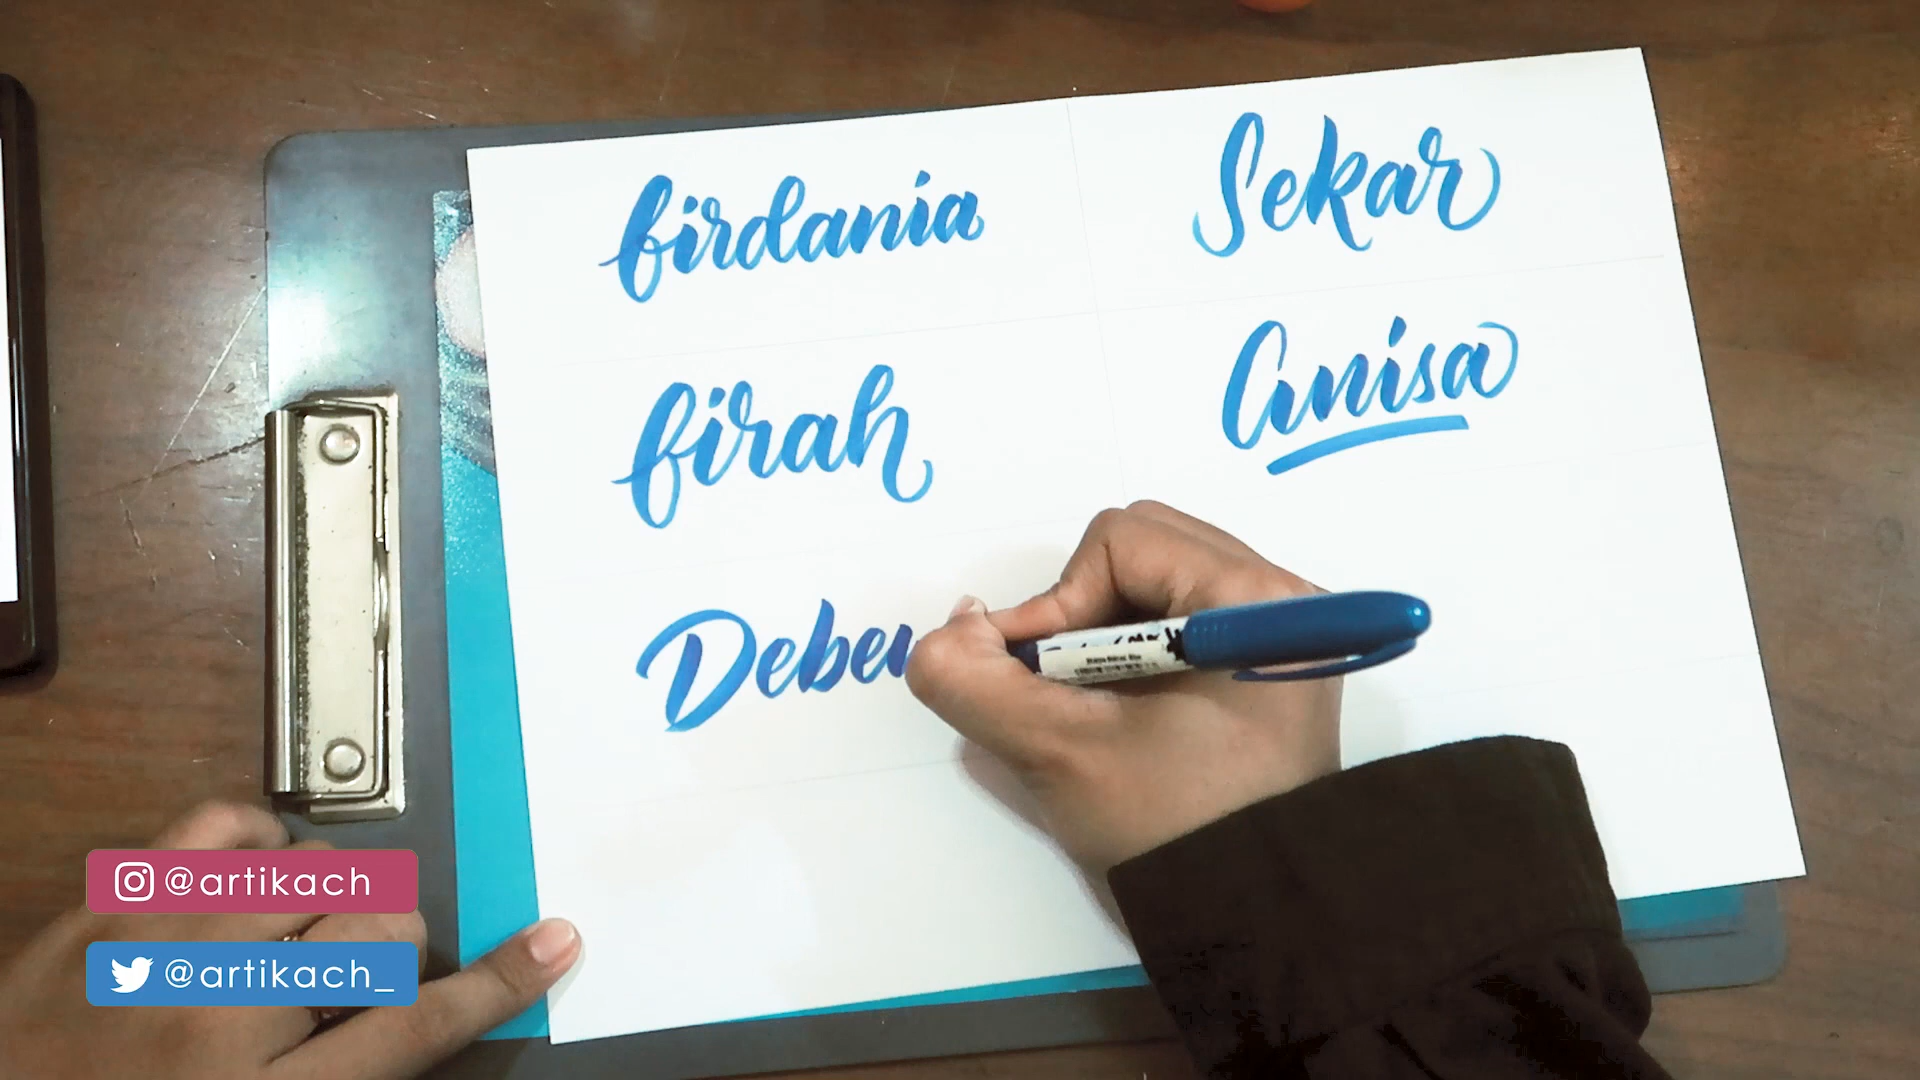 firdania
Sekar
firah
Anisa
@artikach
@artikach_